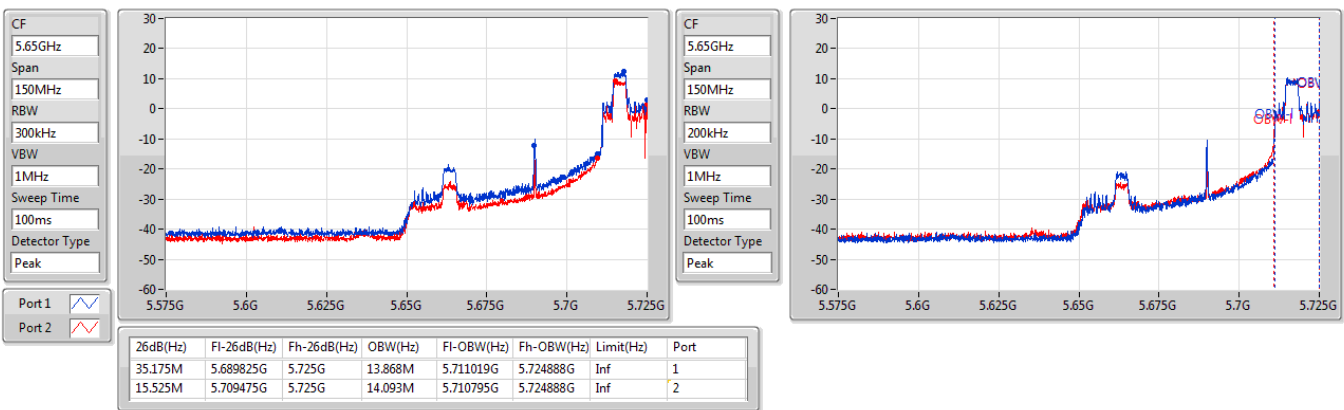 CF
5.65GHz
Span
150MHz
RBW
300kHz
VBW
1MHz
Sweep Time
100ms
Detector Type
Peak
Port 1
Port 2
30
20
10
0
-10
-20
-30
-40
-50
-60
5.575G 5.6G 5.625G 5.65G 5.675G 5.7G 5.725G
CF
5.65GHz
Span
150MHz
RBW
200kHz
VBW
1MHz
Sweep Time
100ms
Detector Type
Peak
30
20
10
0
-10
-20
-30
-40
-50
-60
5.575G 5.6G 5.625G 5.65G 5.675G 5.7G 5.725G
26dB(Hz) Fl-26dB(Hz) Fh-26dB(Hz) OBW(Hz) Fl-OBW(Hz) Fh-OBW(Hz) Limit(Hz) Port
35.175M 5.689825G 5.725G 13.868M 5.711019G 5.724888G Inf 1
15.525M 5.709475G 5.725G 14.093M 5.710795G 5.724888G Inf 2